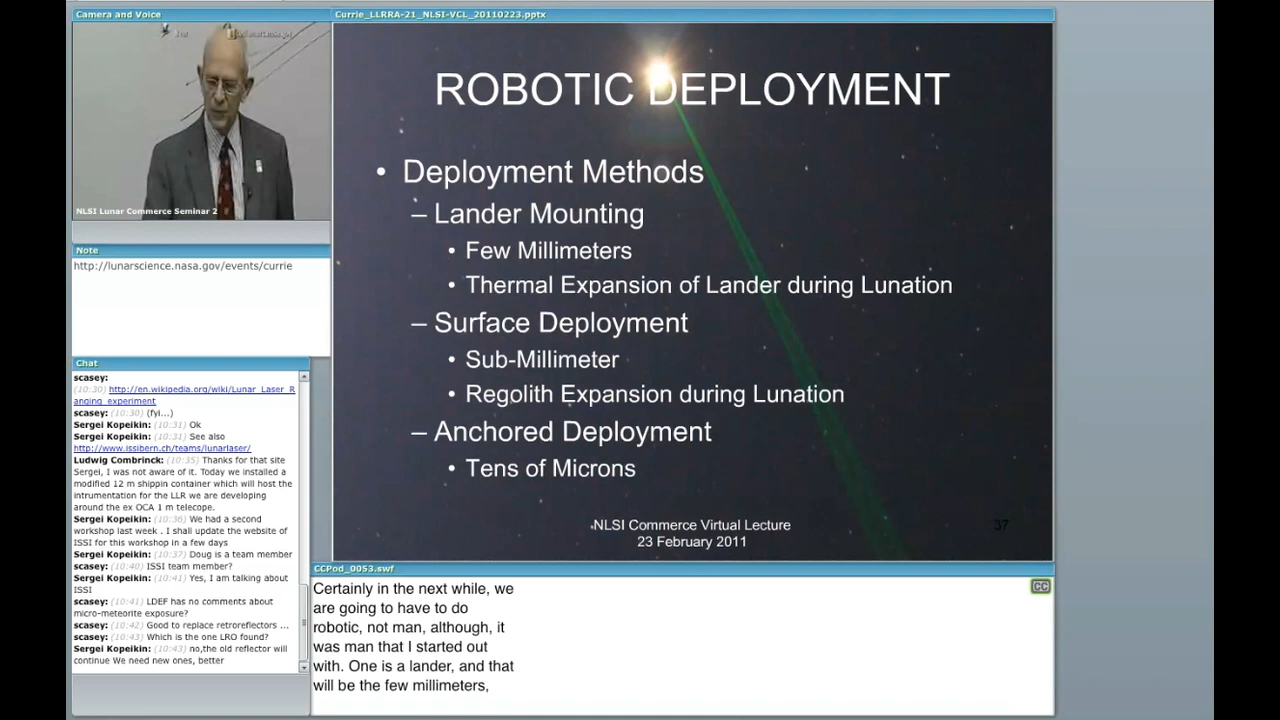 Camera and Voice
NLSI Lunar Commerce Seminar 2
Note
http://lunarscience.nasa.gov/events/currie
Chat
scasey:
(10:30) http://en.wikipedia.org/wiki/Lunar_Laser_R
anging_experiment
scasey: (10:30) (fyi...)
Sergei Kopeikin: (10:31) Ok
Sergei Kopeikin: (10:31) See also
http://www.issibern.ch/teams/lunarlaser/
Ludwig Combrinck: (10:35) Thanks for that site
Sergei, I was not aware of it. Today we installed a
modified 12 m shippin container which will host the
intrumentation for the LLR we are developing
around the ex OCA 1 m telecope.
Sergei Kopeikin: (10:36) We had a second
workshop last week . I shall update the website of
ISSI for this workshop in a few days
Sergei Kopeikin: (10:37) Doug is a team member
scasey: (10:40) ISSI team member?
Sergei Kopeikin: (10:41) Yes, I am talking about
ISSI
scasey: (10:41) LDEF has no comments about
micro-meteorite exposure?
scasey: (10:42) Good to replace retroreflectors ...
scasey: (10:43) Which is the one LRO found?
Sergei Kopeikin: (10:43) no,the old reflector will
continue We need new ones, better
Currie_LLRRA-21_NLSI-VCL_20110223.pptx
ROBOTIC DEPLOYMENT
• Deployment Methods
– Lander Mounting
• Few Millimeters
• Thermal Expansion of Lander during Lunation
– Surface Deployment
• Sub-Millimeter
• Regolith Expansion during Lunation
– Anchored Deployment
• Tens of Microns
NLSI Commerce Virtual Lecture
23 February 2011
37
CCPod_0053.swf
CC
Certainly in the next while, we
are going to have to do
robotic, not man, although, it
was man that I started out
with. One is a lander, and that
will be the few millimeters,